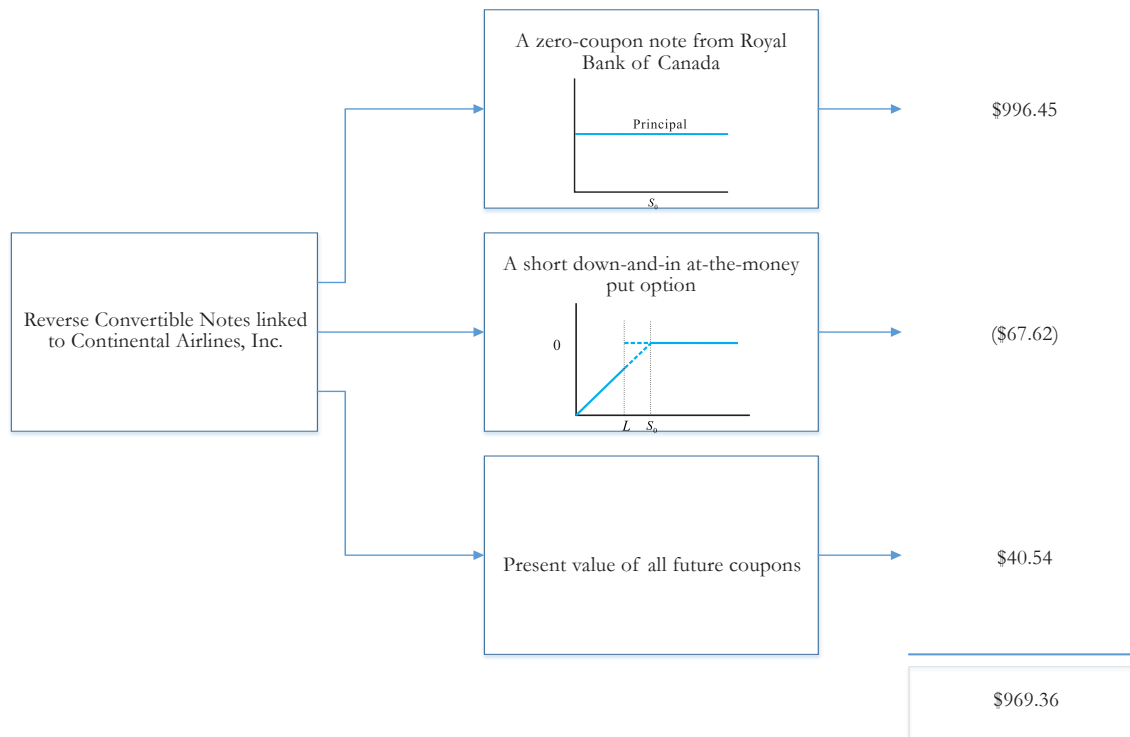 A zero-coupon note from Royal
Bank of Canada
Principal
S₀
$996.45
Reverse Convertible Notes linked
to Continental Airlines, Inc.
A short down-and-in at-the-money
put option
0
L S₀
($67.62)
Present value of all future coupons
$40.54
$969.36